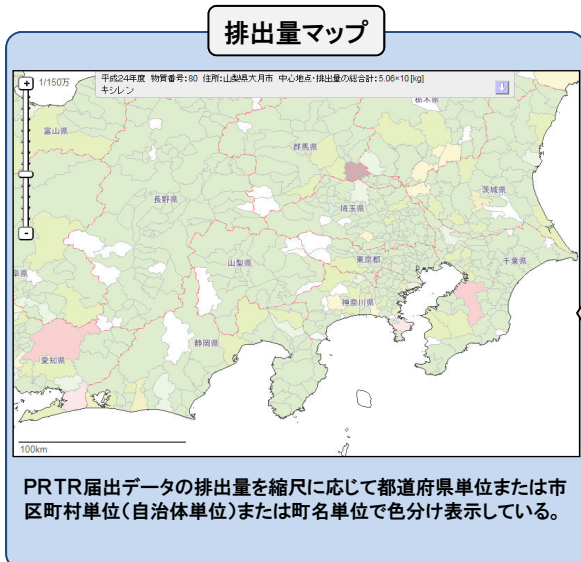 排出量マップ
1/150万
平成24年度 物質番号:80 住所:山梨県大月市 中心地点・排出量の総合計:5.06×10[kg]
キシレン
栃木県
富山県
群馬県
長野県
茨城県
埼玉県
山梨県
東京都
千葉県
阜県
神奈川県
静岡県
愛知県
100km
PRTR届出データの排出量を縮尺に応じて都道府県単位または市
区町村単位(自治体単位)または町名単位で色分け表示している。